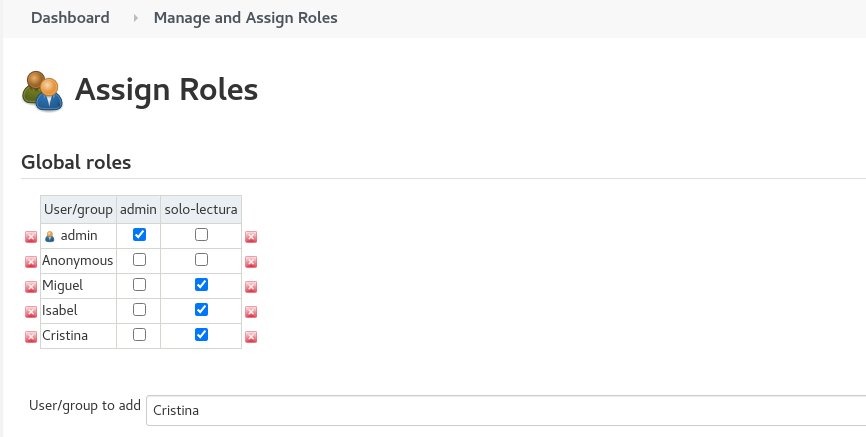 Dashboard Manage and Assign Roles
Assign Roles
Global roles
User/group admin solo-lectura
admin
Anonymous
Miguel
Isabel
Cristina
User/group to add Cristina